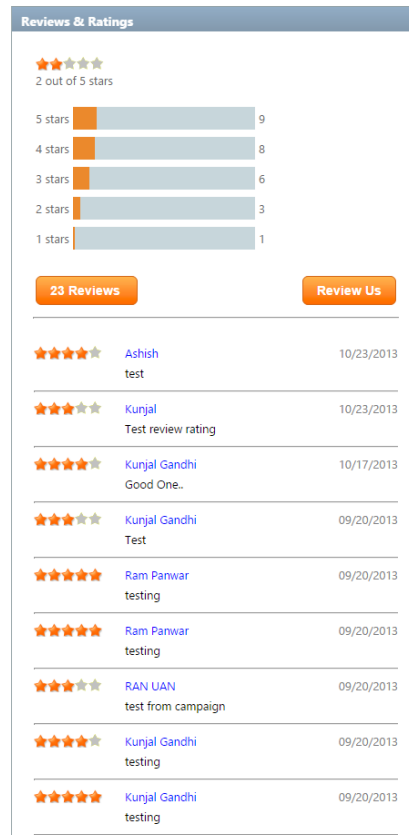 Reviews & Ratings
2 out of 5 stars
5 stars 9
4 stars 8
3 stars 6
2 stars 3
1 stars 1
23 Reviews Review Us
Ashish 10/23/2013
test
Kunjal 10/23/2013
Test review rating
Kunjal Gandhi 10/17/2013
Good One..
Kunjal Gandhi 09/20/2013
Test
Ram Panwar 09/20/2013
testing
Ram Panwar 09/20/2013
testing
RAN UAN 09/20/2013
test from campaign
Kunjal Gandhi 09/20/2013
testing
Kunjal Gandhi 09/20/2013
testing